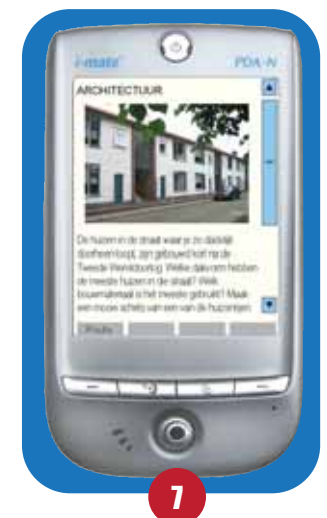 i-mate PDA-N
ARCHITECTUUR
De huizen in de straat waar je zo dadelijk
doorheen loopt, zijn gebouwd kort na de
Tweede Wereldoorlog. Welke dakvorm hebben
de meeste huizen in die straat? Welk
bouwmateriaal is het meeste gebruikt? Maak
een mooie schets van een van de huizen
7